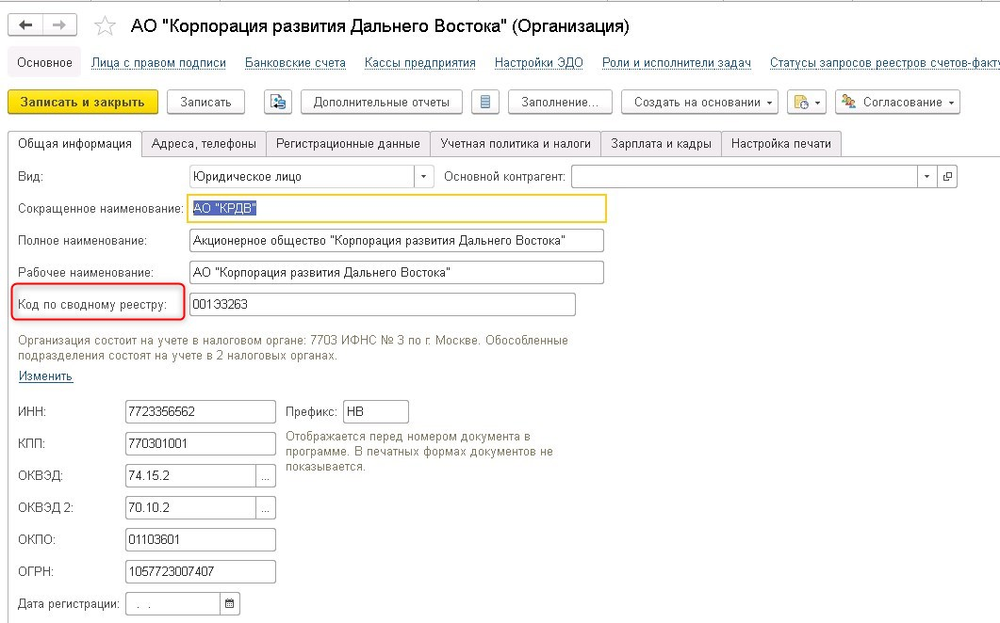 АО "Корпорация развития Дальнего Востока" (Организация)
Основное Лица с правом подписи Банковские счета Кассы предприятия Настройки ЭДО Роли и исполнители задач Статусы запросов реестров счетов-факту
Записать и закрыть Записать Дополнительные отчеты Заполнение... Создать на основании Согласование
Общая информация Адреса, телефоны Регистрационные данные Учетная политика и налоги Зарплата и кадры Настройка печати
Вид: Юридическое лицо Основной контрагент:
Сокращенное наименование: АО "КРДВ"
Полное наименование: Акционерное общество "Корпорация развития Дальнего Востока"
Рабочее наименование: АО "Корпорация развития Дальнего Востока"
Код по сводному реестру: 001Э3263
Организация состоит на учете в налоговом органе: 7703 ИФНС № 3 по г. Москве. Обособленные
подразделения состоят на учете в 2 налоговых органах.
Изменить
ИНН: 7723356562 Префикс: НВ
КПП: 770301001 Отображается перед номером документа в
программе. В печатных формах документов не
показывается.
ОКВЭД: 74.15.2 ...
ОКВЭД 2: 70.10.2 ...
ОКПО: 01103601
ОГРН: 1057723007407
Дата регистрации: . .